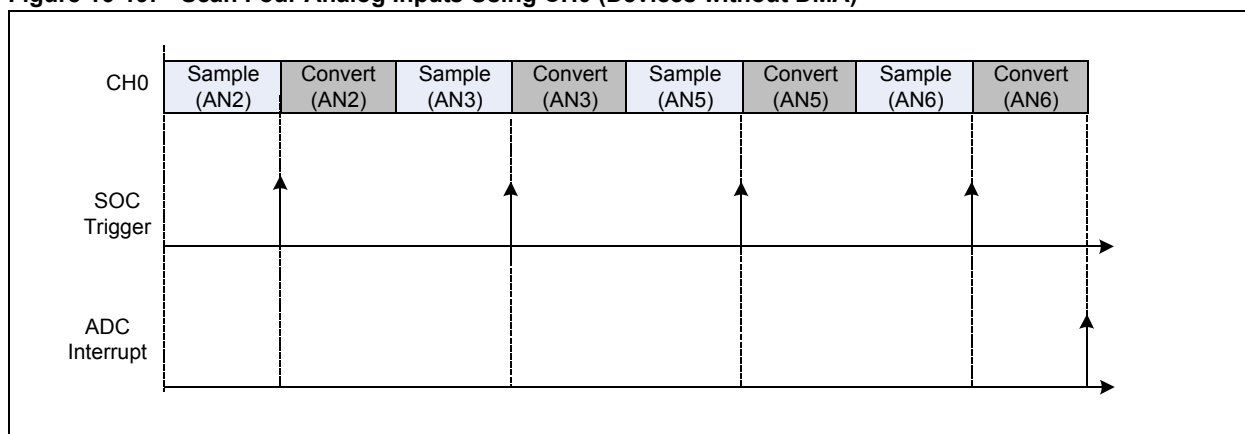 Figure 16-16: Scan Four Analog Inputs Using CH0 (Devices without DMA)
CH0
Sample
(AN2)
Convert
(AN2)
Sample
(AN3)
Convert
(AN3)
Sample
(AN5)
Convert
(AN5)
Sample
(AN6)
Convert
(AN6)
SOC
Trigger
ADC
Interrupt